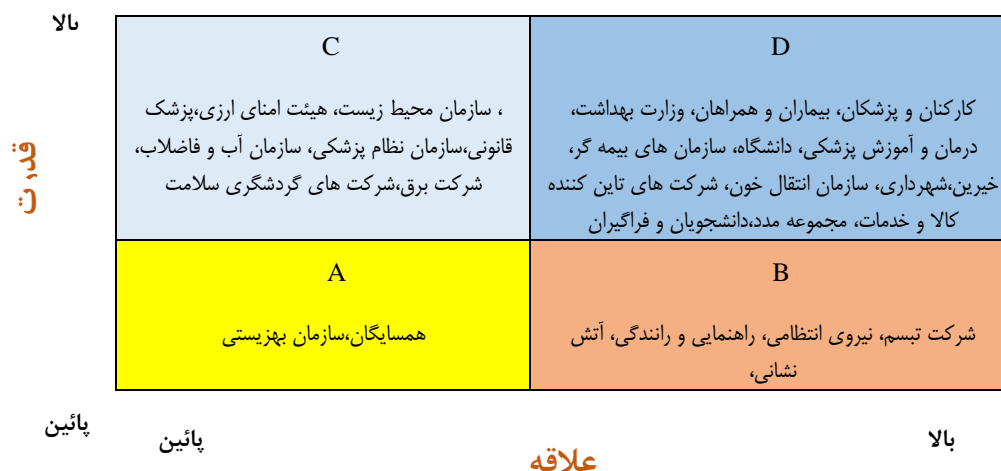 بالا
D
کارکنان و پزشکان، بیماران و همراهان، وزارت بهداشت،
درمان و آموزش پزشکی، دانشگاه، سازمان های بیمه گر،
خیرین،شهرداری، سازمان انتقال خون، شرکت های تاین کننده
کالا و خدمات، مجموعه مدد،دانشجویان و فراگیران
C
، سازمان محیط زیست، هیئت امنای ارزی،پزشک
قانونی،سازمان نظام پزشکی، سازمان آب و فاضلاب،
شرکت برق،شرکت های گردشگری سلامت
قدرت
B
شرکت تبسم، نیروی انتظامی، راهنمایی و رانندگی، آتش
نشانی،
A
همسایگان،سازمان بهزیستی
پائین
بالا
پائین
علاقه